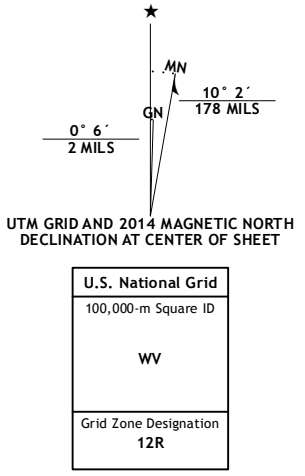 ★
MN
GN
10° 2´
178 MILS
0° 6´
2 MILS
UTM GRID AND 2014 MAGNETIC NORTH
DECLINATION AT CENTER OF SHEET
U.S. National Grid
100,000-m Square ID
WV
Grid Zone Designation
12R